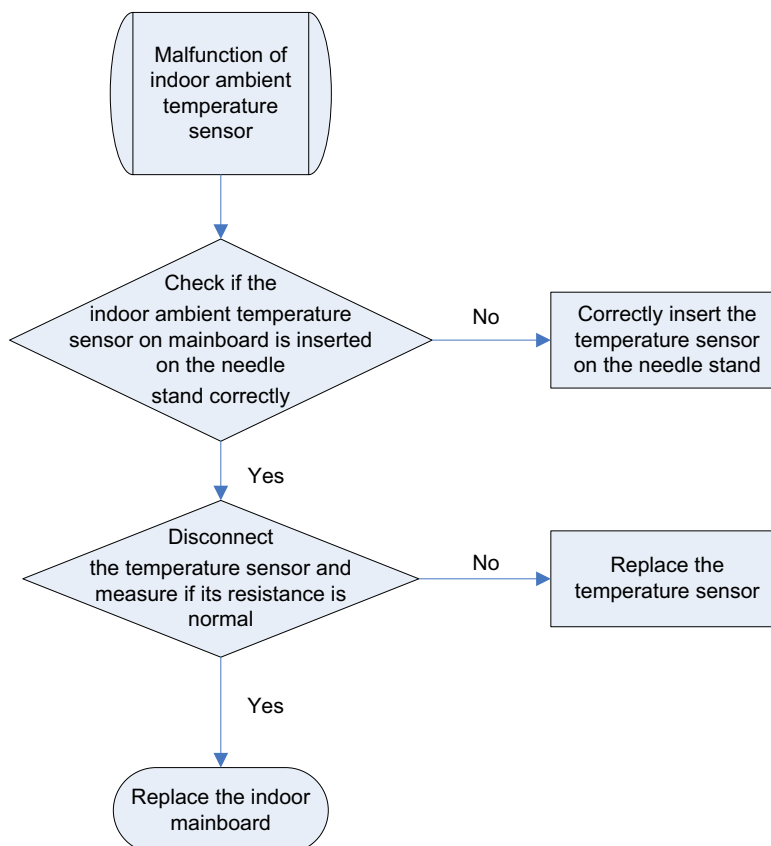 Malfunction of
indoor ambient
temperature
sensor
Check if the
indoor ambient temperature
sensor on mainboard is inserted
on the needle
stand correctly
No
Correctly insert the
temperature sensor
on the needle stand
Yes
Disconnect
the temperature sensor and
measure if its resistance is
normal
No
Replace the
temperature sensor
Yes
Replace the indoor
mainboard